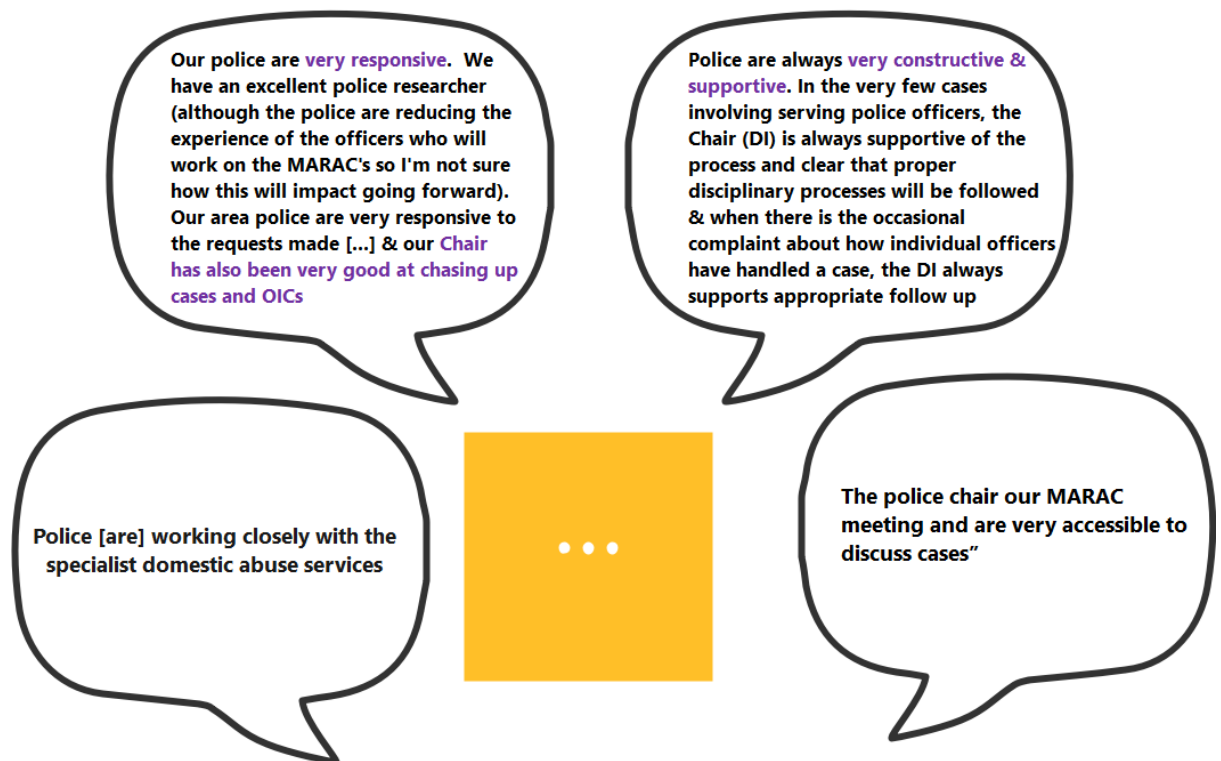 Our police are very responsive.  We
have an excellent police researcher
(although the police are reducing the
experience of the officers who will
work on the MARAC's so I'm not sure
how this will impact going forward).
Our area police are very responsive to
the requests made [...] & our Chair
has also been very good at chasing up
cases and OICs
Police are always very constructive &
supportive. In the very few cases
involving serving police officers, the
Chair (DI) is always supportive of the
process and clear that proper
disciplinary processes will be followed
& when there is the occasional
complaint about how individual officers
have handled a case, the DI always
supports appropriate follow up
Police [are] working closely with the
specialist domestic abuse services
The police chair our MARAC
meeting and are very accessible to
discuss cases”